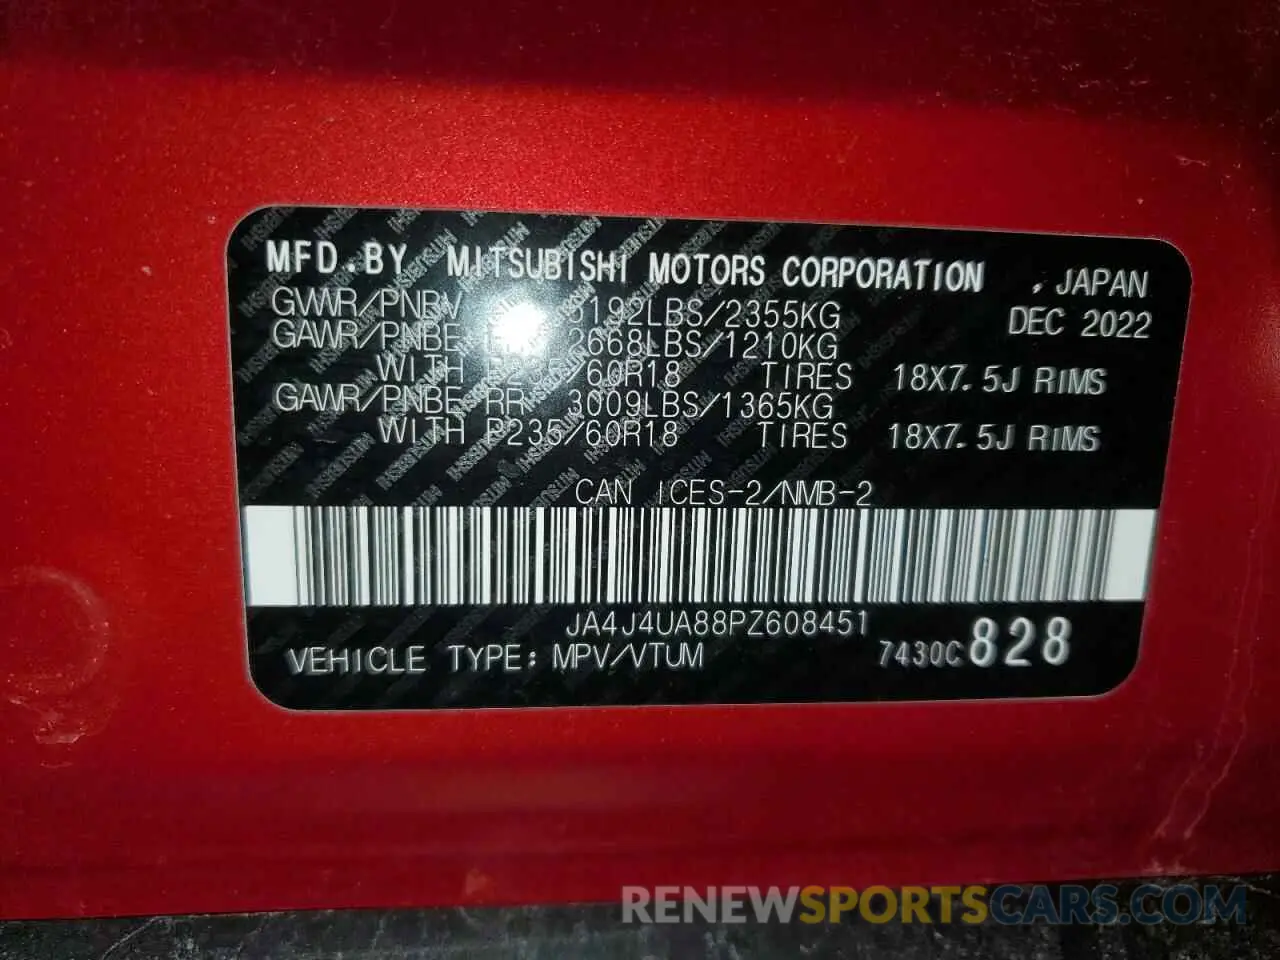 MFD.BY MITSUBISHI MOTORS CORPORATION , JAPAN
GVWR/PNBV 5192LBS/2355KG DEC 2022
GAWR/PNBE 2668LBS/1210KG
WITH P235/60R18 TIRES 18X7.5J RIMS
GAWR/PNBE RR 3009LBS/1365KG
WITH P235/60R18 TIRES 18X7.5J RIMS
CAN ICES-2/NMB-2
JA4J4UA88PZ608451
VEHICLE TYPE: MPV/VTUM 7430C828
RENEWSPORTSCARS.COM